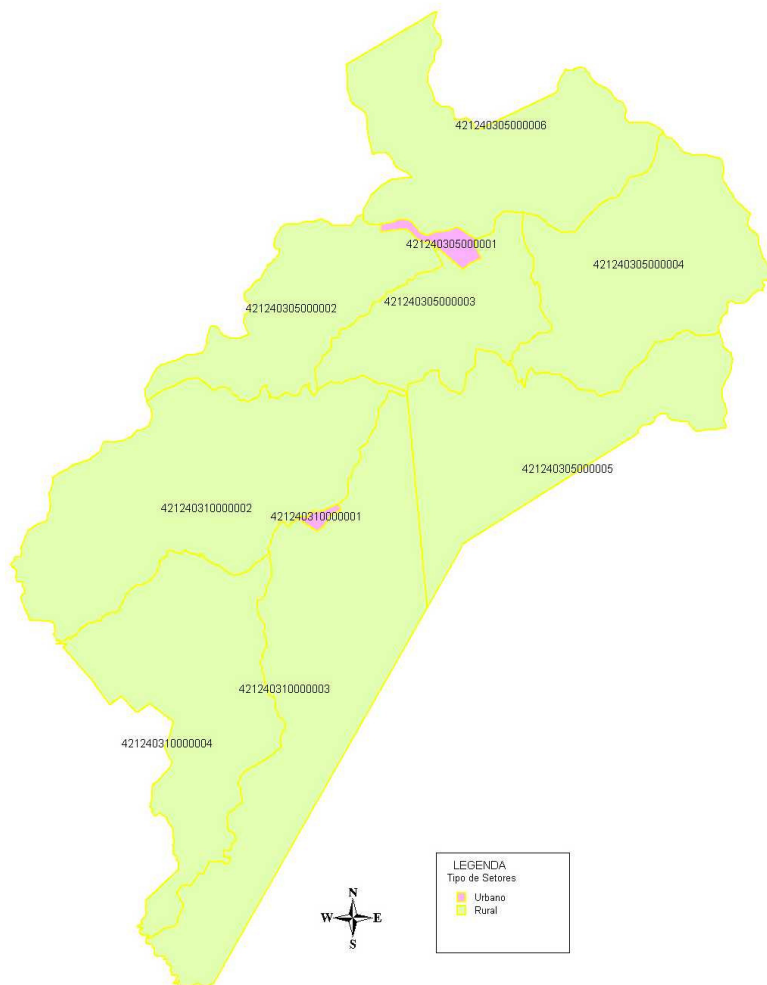 421240305000006
421240305000001
421240305000004
421240305000003
421240305000002
421240305000005
421240310000002
421240310000001
421240310000003
421240310000004
LEGENDA
Tipo de Setores
Urbano
Rural
N
W E
S